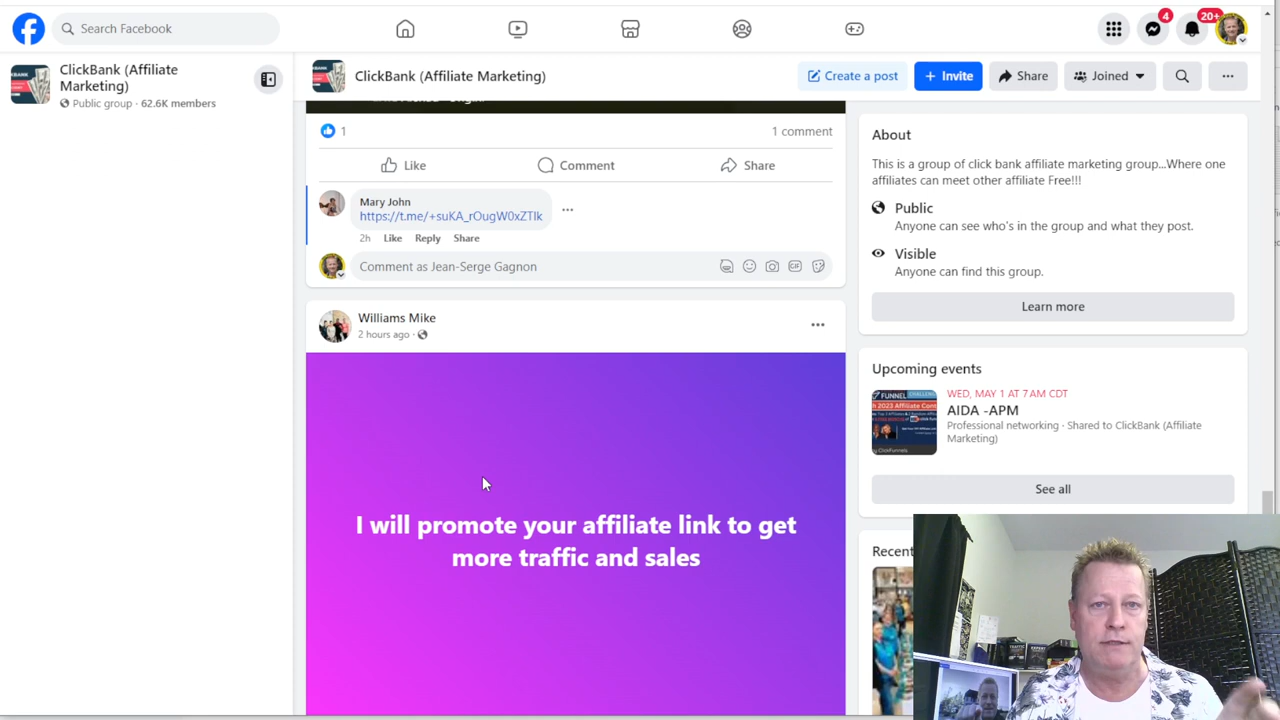 Search Facebook
4
20+
ClickBank (Affiliate
Marketing)
Public group · 62.6K members
ClickBank (Affiliate Marketing)
Create a post
+ Invite
Share
Joined
1
1 comment
Like
Comment
Share
Mary John
https://t.me/+suKA_rOugW0xZTlk
2h Like Reply Share
Comment as Jean-Serge Gagnon
GIF
Williams Mike
2 hours ago ·
I will promote your affiliate link to get
more traffic and sales
About
This is a group of click bank affiliate marketing group...Where one
affiliates can meet other affiliate Free!!!
Public
Anyone can see who's in the group and what they post.
Visible
Anyone can find this group.
Learn more
Upcoming events
WED, MAY 1 AT 7 AM CDT
AIDA -APM
Professional networking · Shared to ClickBank (Affiliate
Marketing)
See all
Recent